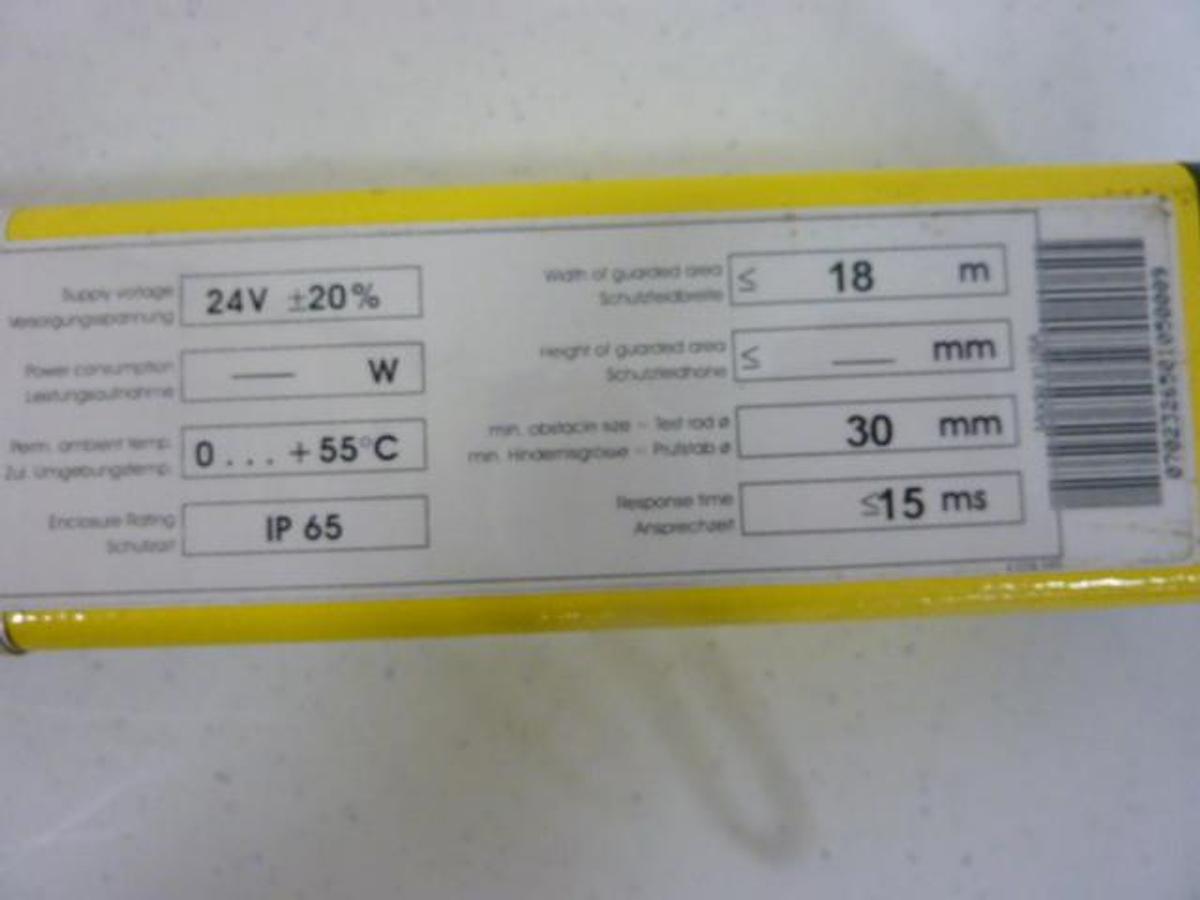 Supply voltage
Versorgungsspannung
24V ±20%
Power consumption
Leistungsaufnahme
—— W
Perm. ambient temp.
Zul. Umgebungstemp.
0 . . . +55°C
Enclosure Rating
Schutzart
IP 65
Width of guarded area
Schutzfeldbreite
≤ 18 m
Height of guarded area
Schutzfeldhöhe
≤ —— mm
min. obstacle size – Test rod ø
min. Hindernisgrösse – Prüfstab ø
30 mm
Response time
Ansprechzeit
≤15 ms